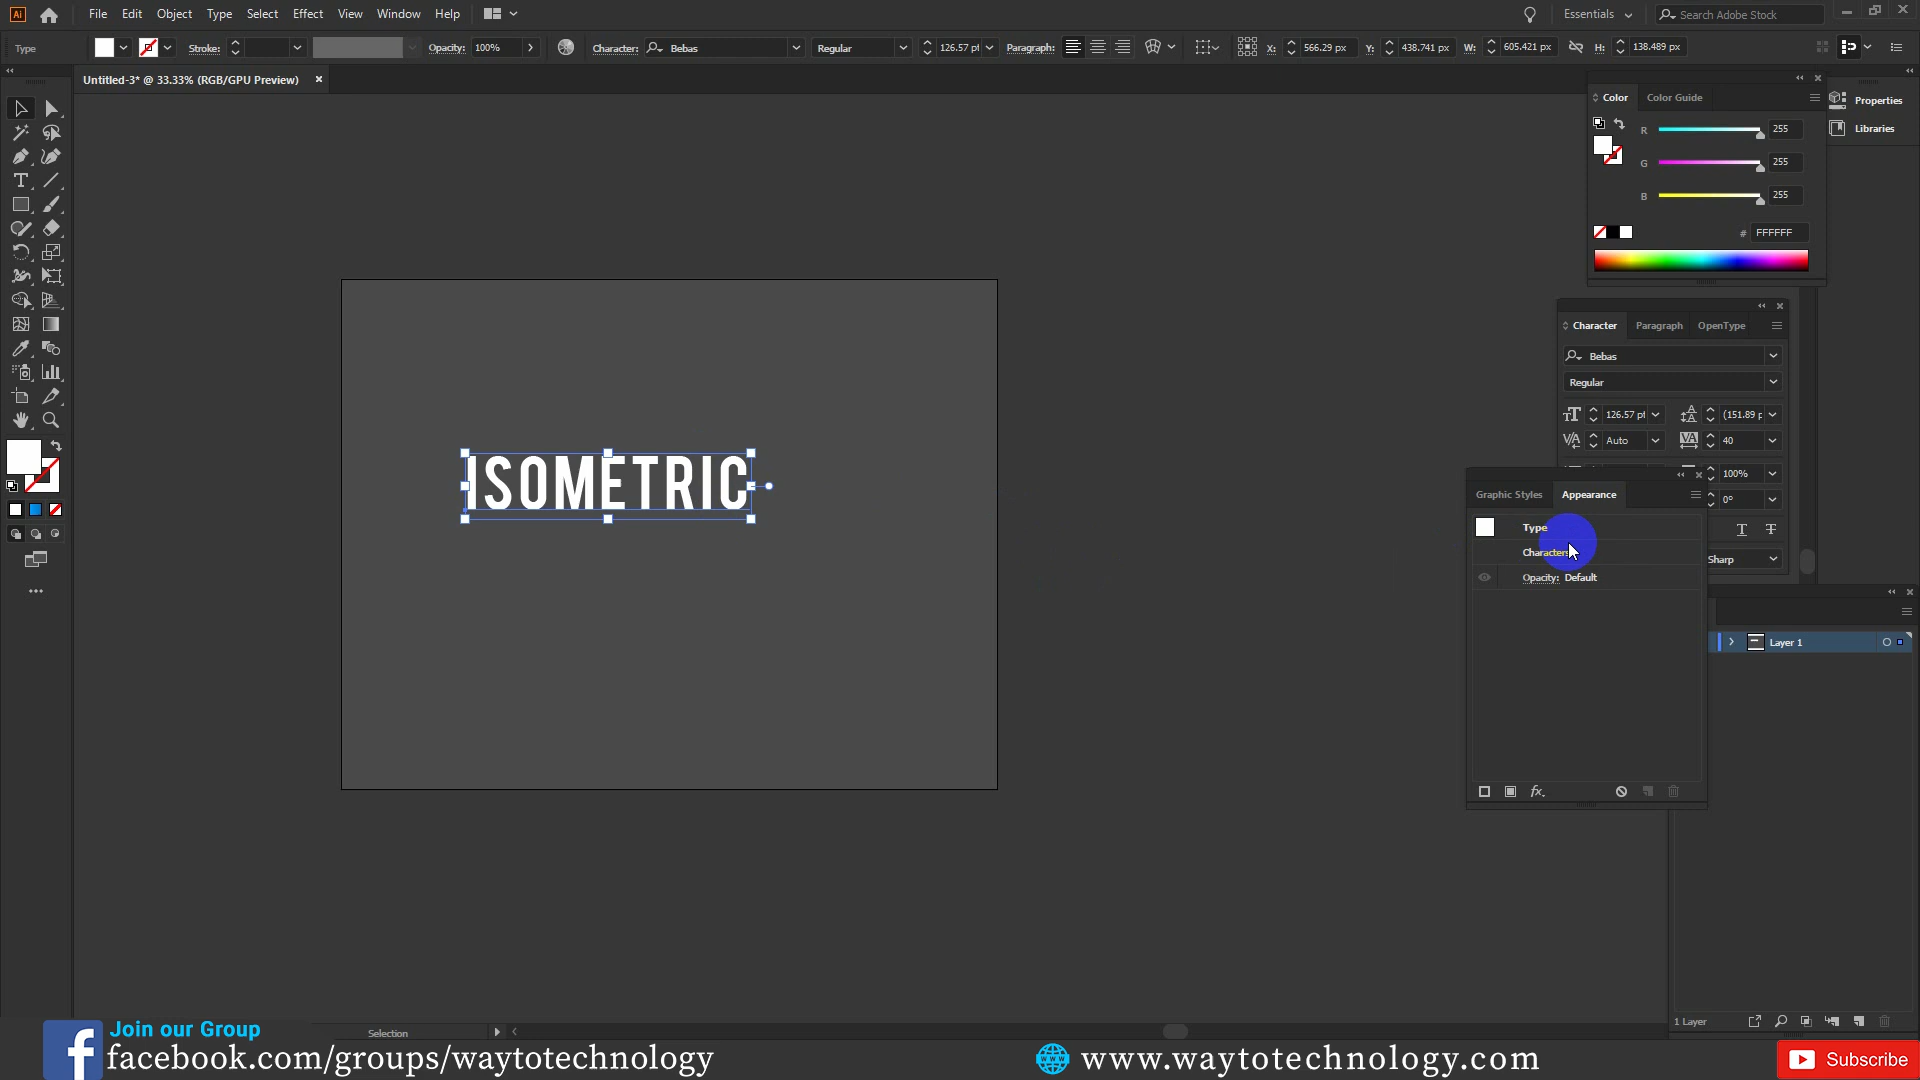 Ai File Edit Object Type Select Effect View Window Help Essentials Search Adobe Stock
Type Stroke: Opacity: 100% Character: Bebas Regular 126.57 pt Paragraph: X: 566.29 px Y: 438.741 px W: 605.421 px H: 138.489 px
Untitled-3* @ 33.33% (RGB/GPU Preview)
Color Color Guide
R 255
G 255
B 255
# FFFFFF
Properties
Libraries
Character Paragraph OpenType
Bebas
Regular
126.57 pt (151.89 p
Auto 40
100%
0°
T T
Sharp
Graphic Styles Appearance
Type
Characters
Opacity: Default
fx.
ISOMETRIC
Layer 1
1 Layer
Selection
Join our Group
facebook.com/groups/waytotechnology
www.waytotechnology.com
Subscribe